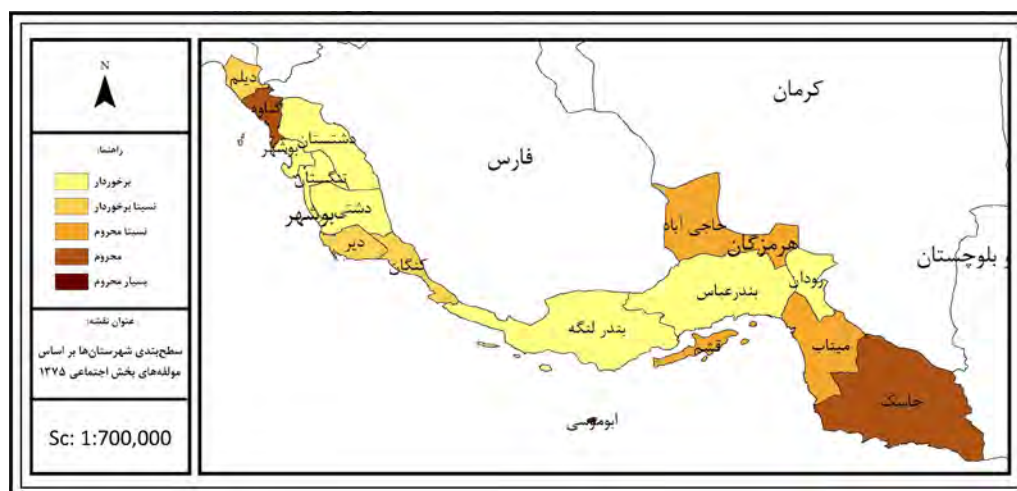 N
راهنما:
برخوردار
نسبتا برخوردار
نسبتا محروم
محروم
بسیار محروم
عنوان نقشه:
سطح‌بندی شهرستان‌ها بر اساس
مولفه‌های بخش اجتماعی ۱۳۷۵
Sc: 1:700,000
دیلم
گناوه
دشتستان
بوشهر
تنگستان
دشتی
بوشهر
دیر
کنگان
فارس
کرمان
حاجی آباد
هرمزگان
و بلوچستان
رودان
بندرعباس
بندر لنگه
قشم
میناب
جاسک
ابوموسی